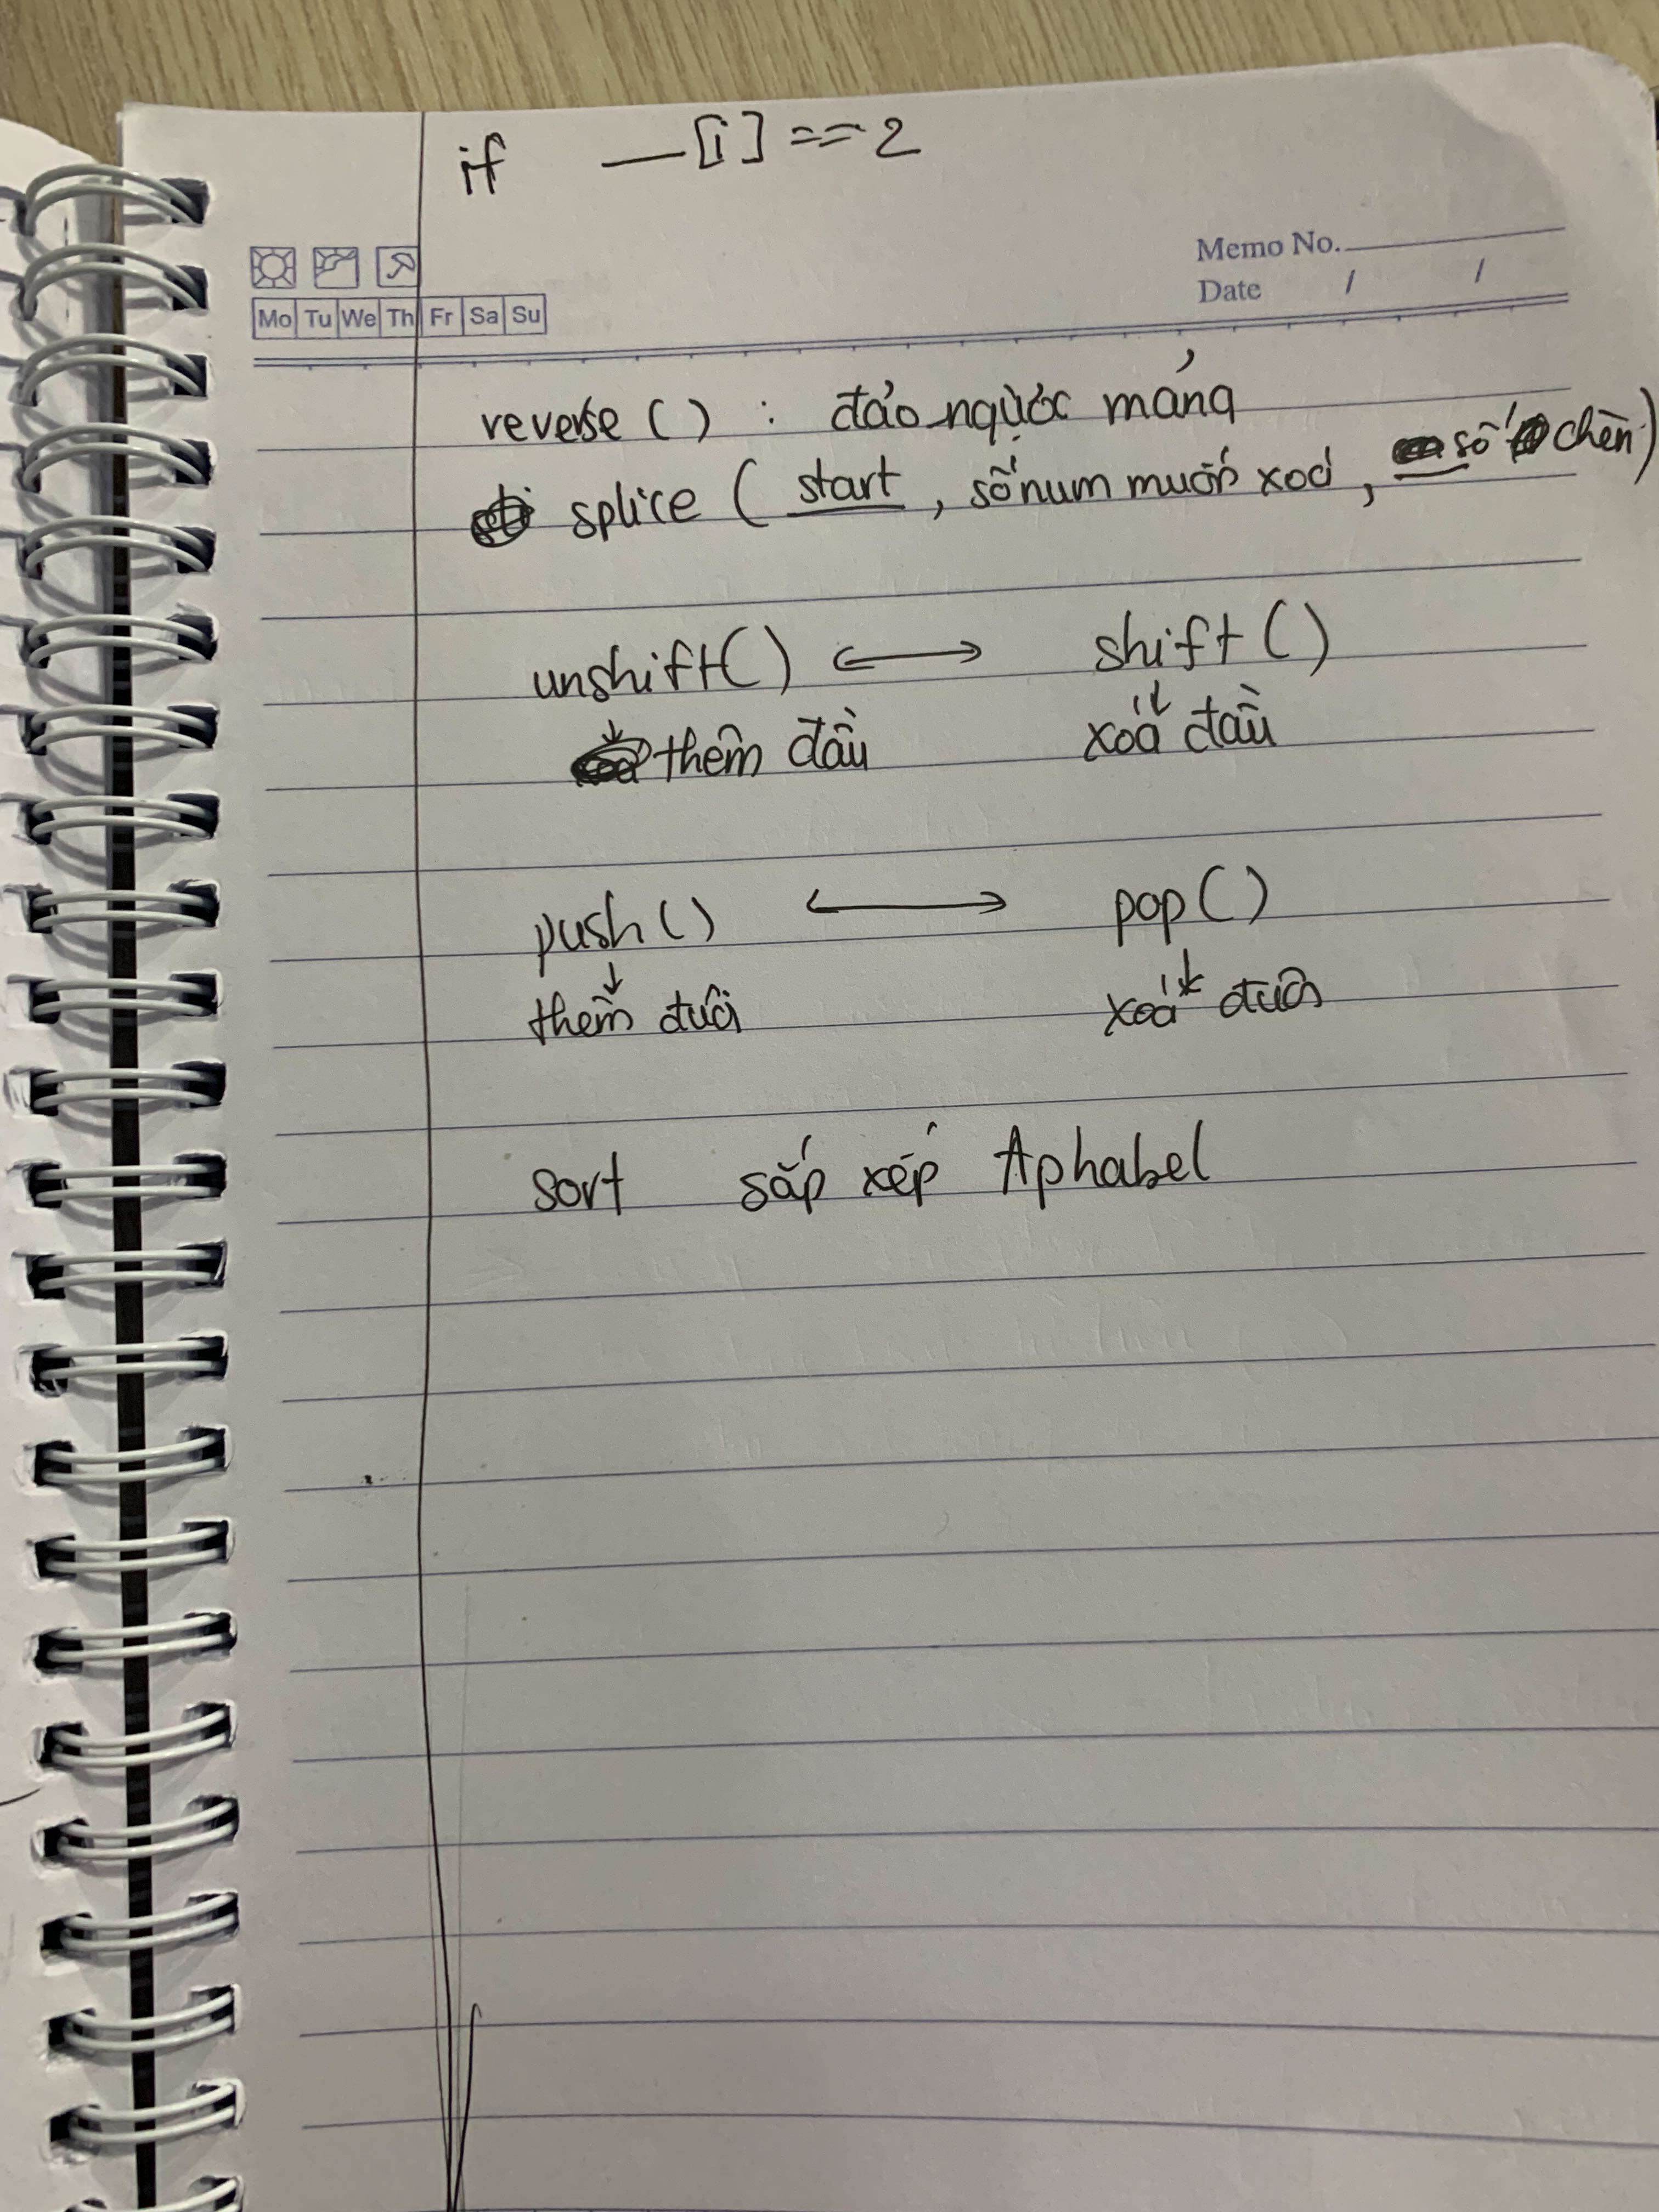 if __[i] == 2
Memo No.
Date / /
Mo Tu We Th Fr Sa Su
reverse () : đảo ngược mảng
splice ( start , số num muốn xoá , số chèn)
unshift() ⟷ shift()
↓ ↓
thêm đầu xoá đầu
push() ⟷ pop()
↓ ↓
thêm đuôi xoá đuôi
sort sắp xếp Aphabel